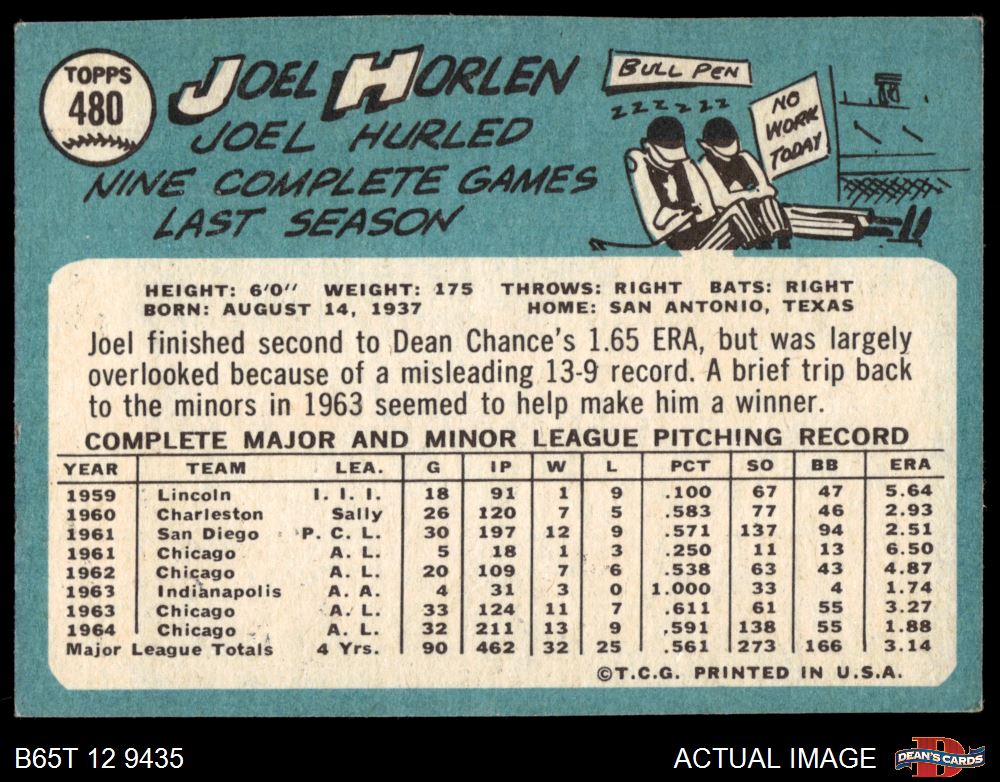 TOPPS
480
JOEL HORLEN
JOEL HURLED
NINE COMPLETE GAMES
LAST SEASON
BULL PEN
ZZZZZZ
NO
WORK
TODAY
HEIGHT: 6'0" WEIGHT: 175 THROWS: RIGHT BATS: RIGHT
BORN: AUGUST 14, 1937 HOME: SAN ANTONIO, TEXAS
Joel finished second to Dean Chance's 1.65 ERA, but was largely
overlooked because of a misleading 13-9 record. A brief trip back
to the minors in 1963 seemed to help make him a winner.
COMPLETE MAJOR AND MINOR LEAGUE PITCHING RECORD
YEAR TEAM LEA. G IP W L PCT SO BB ERA
1959 Lincoln I. I. I. 18 91 1 9 .100 67 47 5.64
1960 Charleston Sally 26 120 7 5 .583 77 46 2.93
1961 San Diego P. C. L. 30 197 12 9 .571 137 94 2.51
1961 Chicago A. L. 5 18 1 3 .250 11 13 6.50
1962 Chicago A. L. 20 109 7 6 .538 63 43 4.87
1963 Indianapolis A. A. 4 31 3 0 1.000 33 4 1.74
1963 Chicago A. L. 33 124 11 7 .611 61 55 3.27
1964 Chicago A. L. 32 211 13 9 .591 138 55 1.88
Major League Totals 4 Yrs. 90 462 32 25 .561 273 166 3.14
©T.C.G. PRINTED IN U.S.A.
B65T 12 9435 ACTUAL IMAGE
D
DEAN'S CARDS